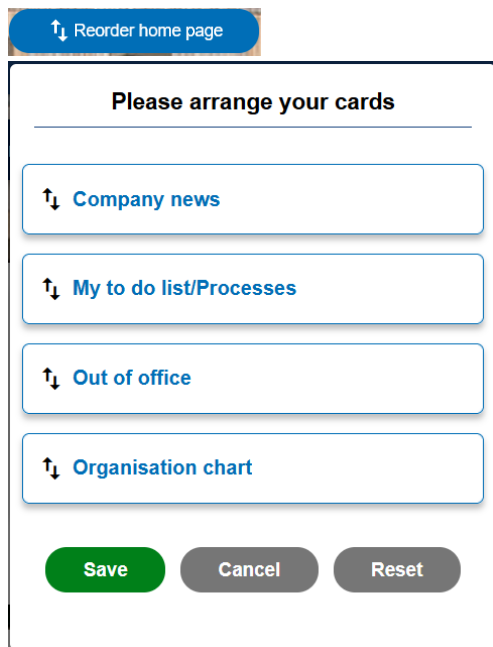 Reorder home page
Please arrange your cards
Company news
My to do list/Processes
Out of office
Organisation chart
Save Cancel Reset